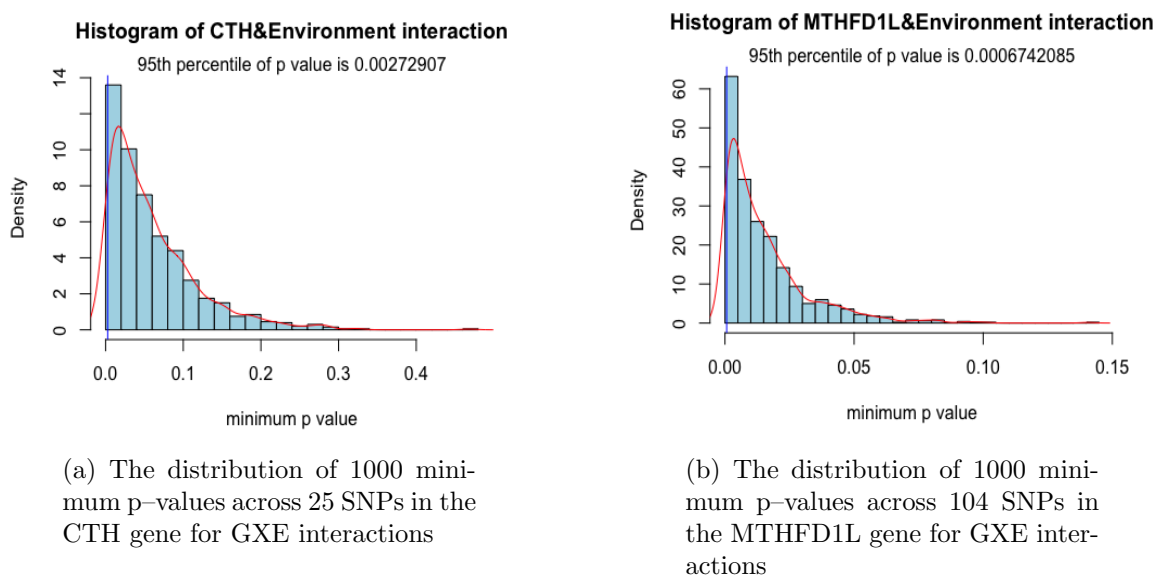 Histogram of CTH&Environment interaction
95th percentile of p value is 0.00272907
14
10
8
6
4
2
0
Density
0.0
0.1
0.2
0.3
0.4
minimum p value
(a) The distribution of 1000 mini-
mum p–values across 25 SNPs in the
CTH gene for GXE interactions
Histogram of MTHFD1L&Environment interaction
95th percentile of p value is 0.0006742085
60
50
40
30
20
10
0
Density
0.00
0.05
0.10
0.15
minimum p value
(b) The distribution of 1000 mini-
mum p–values across 104 SNPs in
the MTHFD1L gene for GXE inter-
actions